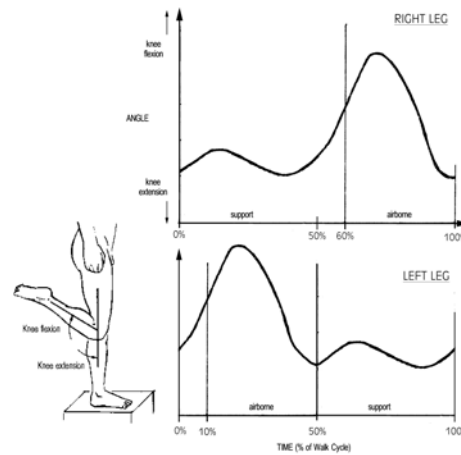 RIGHT LEG
knee
flexion
ANGLE
knee
extension
support
airborne
0%
50%
60%
100%
LEFT LEG
Knee flexion
Knee extension
airborne
support
0%
10%
50%
100%
TIME (% of Walk Cycle)